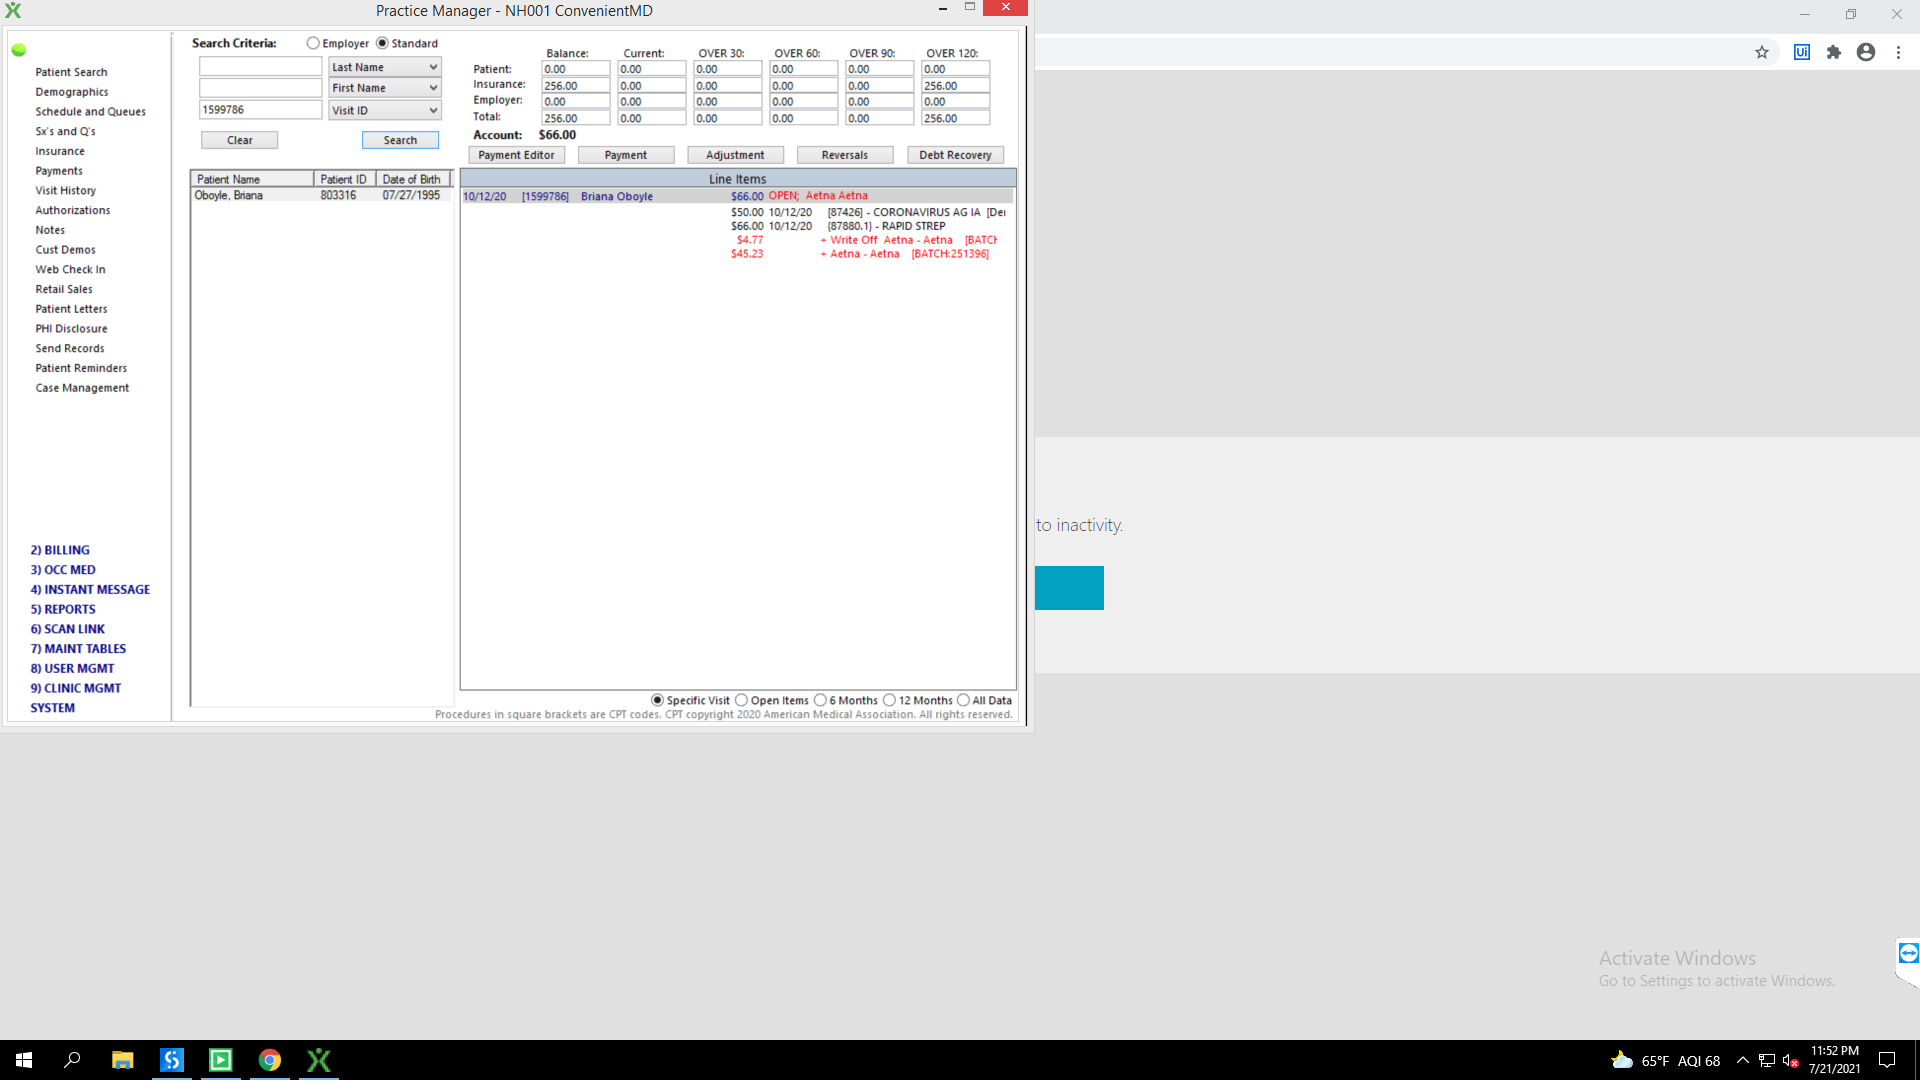 Practice Manager - NH001 ConvenientMD
Search Criteria: Employer Standard
Last Name
First Name
1599786 Visit ID
Clear Search
Patient Search
Demographics
Schedule and Queues
Sx's and Q's
Insurance
Payments
Visit History
Authorizations
Notes
Cust Demos
Web Check In
Retail Sales
Patient Letters
PHI Disclosure
Send Records
Patient Reminders
Case Management
2) BILLING
3) OCC MED
4) INSTANT MESSAGE
5) REPORTS
6) SCAN LINK
7) MAINT TABLES
8) USER MGMT
9) CLINIC MGMT
SYSTEM
Balance: Current: OVER 30: OVER 60: OVER 90: OVER 120:
Patient: 0.00 0.00 0.00 0.00 0.00 0.00
Insurance: 256.00 0.00 0.00 0.00 0.00 256.00
Employer: 0.00 0.00 0.00 0.00 0.00 0.00
Total: 256.00 0.00 0.00 0.00 0.00 256.00
Account: $66.00
Payment Editor Payment Adjustment Reversals Debt Recovery
Patient Name Patient ID Date of Birth
Oboyle, Briana 803316 07/27/1995
Line Items
10/12/20 [1599786] Briana Oboyle $66.00 OPEN; Aetna Aetna
$50.00 10/12/20 [87426] - CORONAVIRUS AG IA [De
$66.00 10/12/20 {87880.1} - RAPID STREP
$4.77 + Write Off Aetna - Aetna [BATCH
$45.23 + Aetna - Aetna [BATCH:251396]
Specific Visit Open Items 6 Months 12 Months All Data
Procedures in square brackets are CPT codes. CPT copyright 2020 American Medical Association. All rights reserved.
Ui
to inactivity.
Activate Windows
Go to Settings to activate Windows.
65°F AQI 68
11:52 PM
7/21/2021